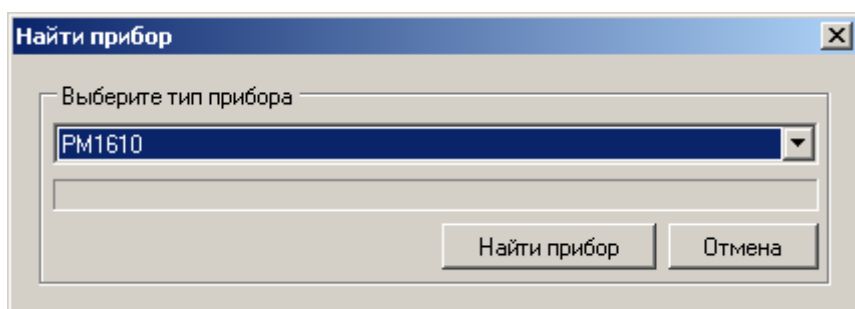 Найти прибор
Выберите тип прибора
PM1610
Найти прибор Отмена